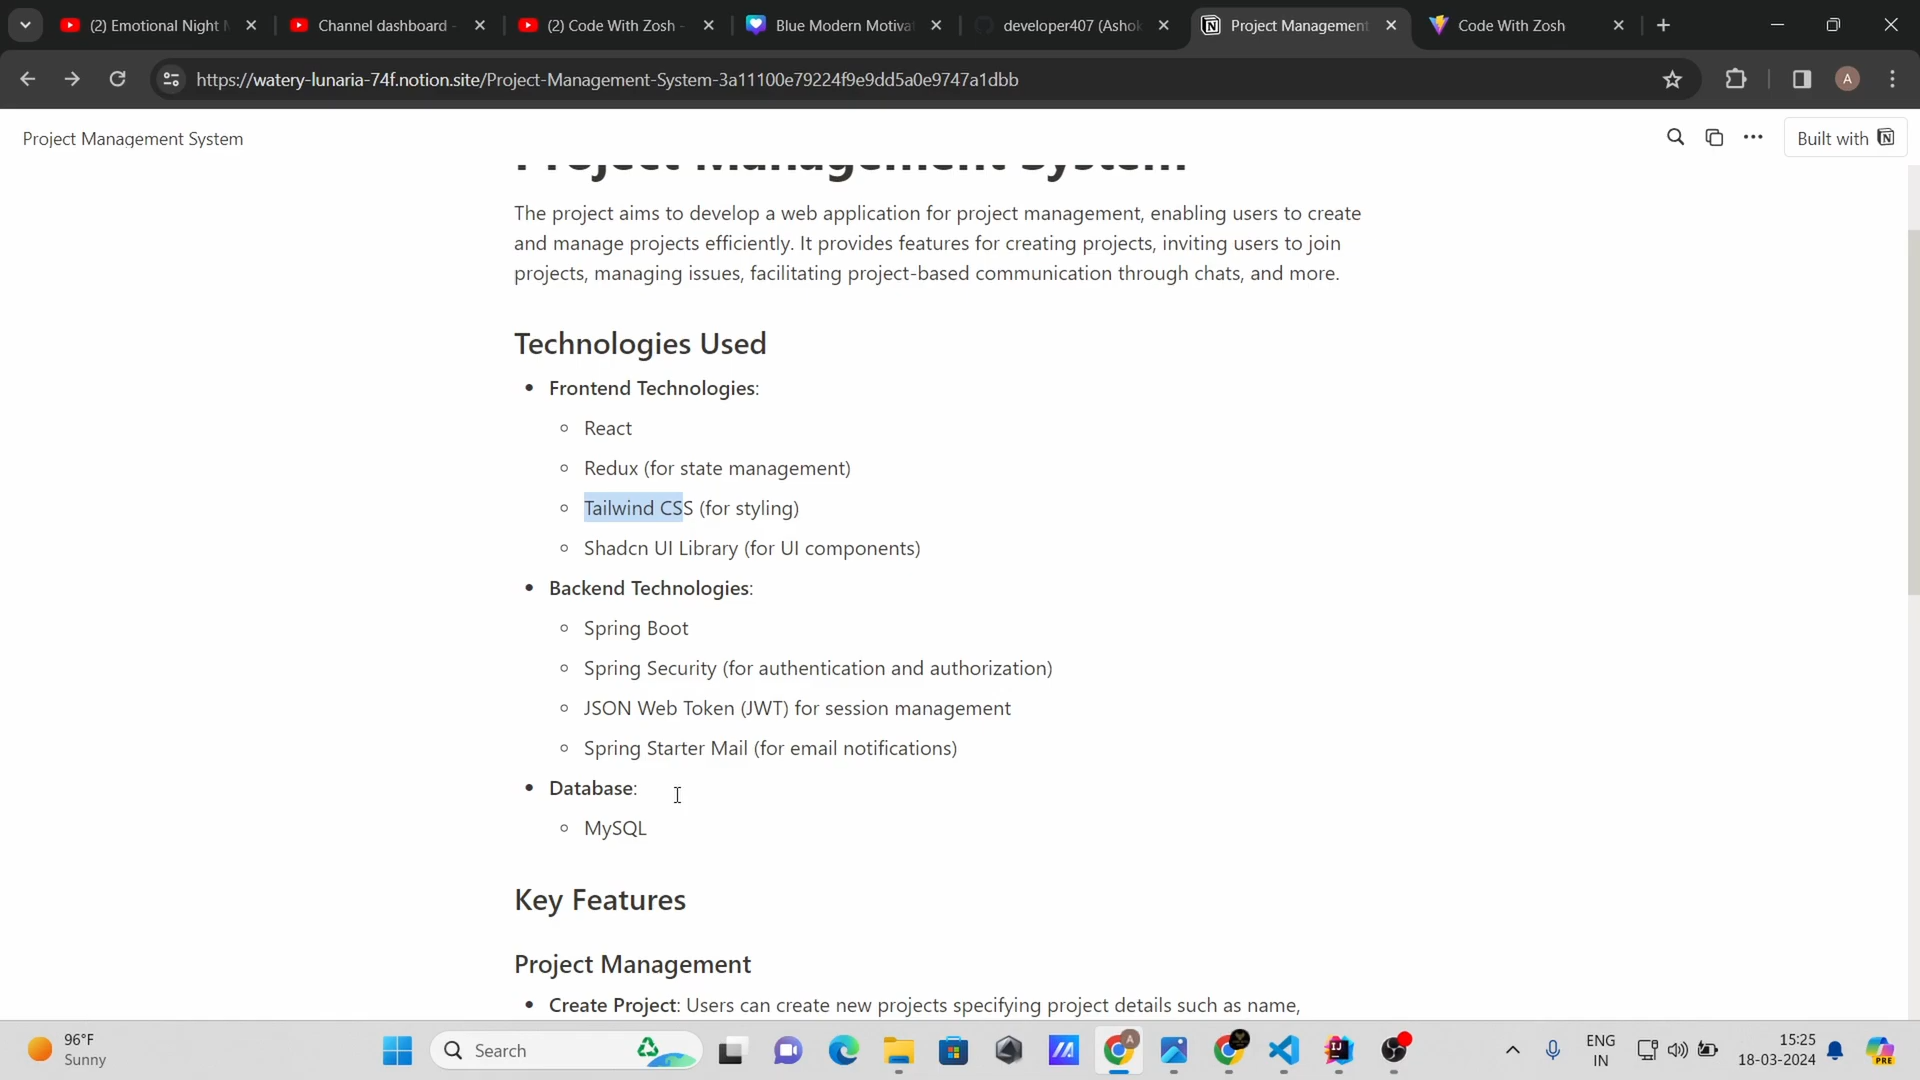 (2) Emotional Night
Channel dashboard -
(2) Code With Zosh -
Blue Modern Motiva
developer407 (Ashok
Project Management
Code With Zosh
https://watery-lunaria-74f.notion.site/Project-Management-System-3a11100e79224f9e9dd5a0e9747a1dbb
A
Project Management System
Built with
Project Management System
The project aims to develop a web application for project management, enabling users to create
and manage projects efficiently. It provides features for creating projects, inviting users to join
projects, managing issues, facilitating project-based communication through chats, and more.
Technologies Used
Frontend Technologies:
React
Redux (for state management)
Tailwind CSS (for styling)
Shadcn UI Library (for UI components)
Backend Technologies:
Spring Boot
Spring Security (for authentication and authorization)
JSON Web Token (JWT) for session management
Spring Starter Mail (for email notifications)
Database:
MySQL
Key Features
Project Management
Create Project: Users can create new projects specifying project details such as name,
96°F
Sunny
Search
A
ENG
IN
15:25
18-03-2024
PRE